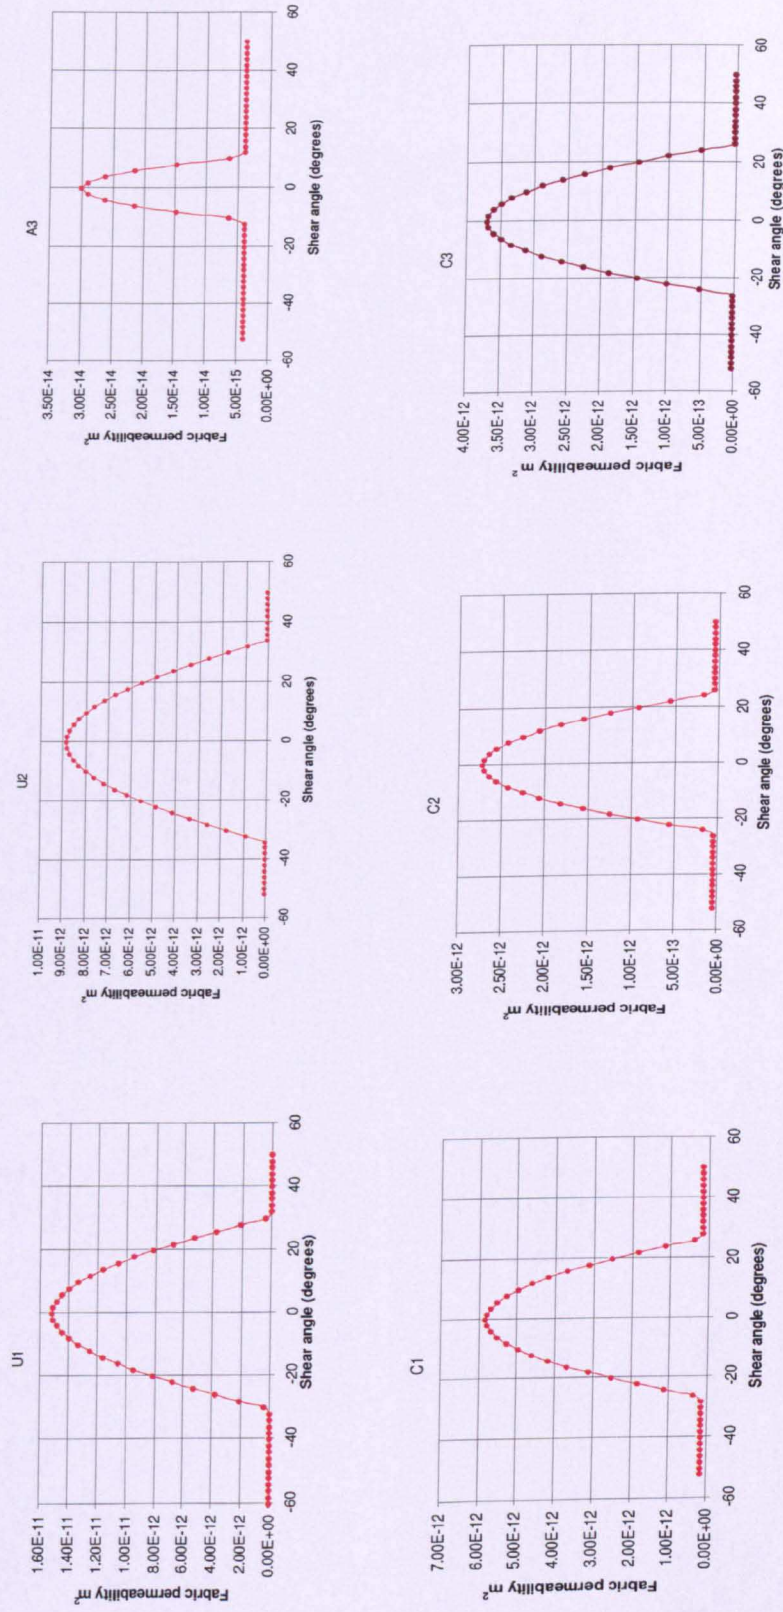 U1
Fabric permeability m²
1.60E-11
1.40E-11
1.20E-11
1.00E-11
8.00E-12
6.00E-12
4.00E-12
2.00E-12
0.00E+00
-60 -40 -20 0 20 40 60
Shear angle (degrees)
U2
Fabric permeability m²
1.00E-11
9.00E-12
8.00E-12
7.00E-12
6.00E-12
5.00E-12
4.00E-12
3.00E-12
2.00E-12
1.00E-12
0.00E+00
-60 -40 -20 0 20 40 60
Shear angle (degrees)
A3
Fabric permeability m²
3.50E-14
3.00E-14
2.50E-14
2.00E-14
1.50E-14
1.00E-14
5.00E-15
0.00E+00
-60 -40 -20 0 20 40 60
Shear angle (degrees)
C1
Fabric permeability m²
7.00E-12
6.00E-12
5.00E-12
4.00E-12
3.00E-12
2.00E-12
1.00E-12
0.00E+00
-60 -40 -20 0 20 40 60
Shear angle (degrees)
C2
Fabric permeability m²
3.00E-12
2.50E-12
2.00E-12
1.50E-12
1.00E-12
5.00E-13
0.00E+00
-60 -40 -20 0 20 40 60
Shear angle (degrees)
C3
Fabric permeability m²
4.00E-12
3.50E-12
3.00E-12
2.50E-12
2.00E-12
1.50E-12
1.00E-12
5.00E-13
0.00E+00
-60 -40 -20 0 20 40 60
Shear angle (degrees)